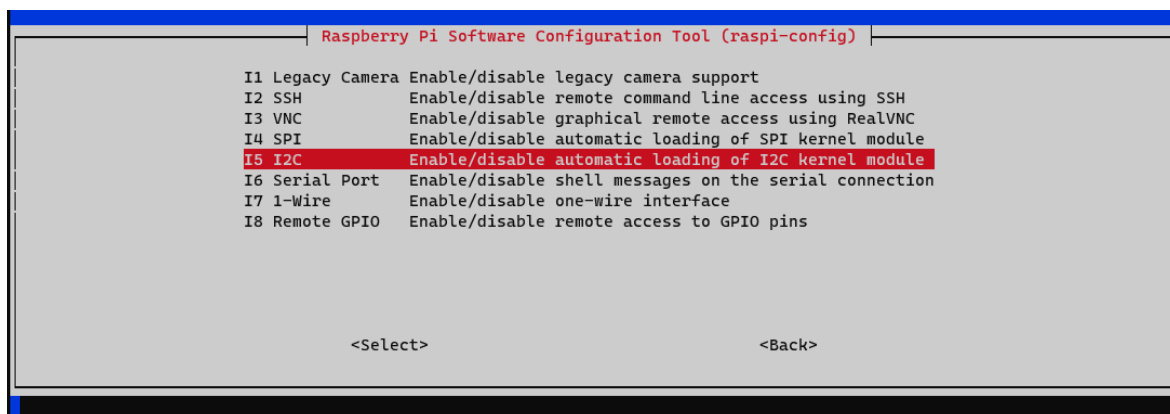 Raspberry Pi Software Configuration Tool (raspi-config)
I1 Legacy Camera Enable/disable legacy camera support
I2 SSH Enable/disable remote command line access using SSH
I3 VNC Enable/disable graphical remote access using RealVNC
I4 SPI Enable/disable automatic loading of SPI kernel module
I5 I2C Enable/disable automatic loading of I2C kernel module
I6 Serial Port Enable/disable shell messages on the serial connection
I7 1-Wire Enable/disable one-wire interface
I8 Remote GPIO Enable/disable remote access to GPIO pins
<Select> <Back>